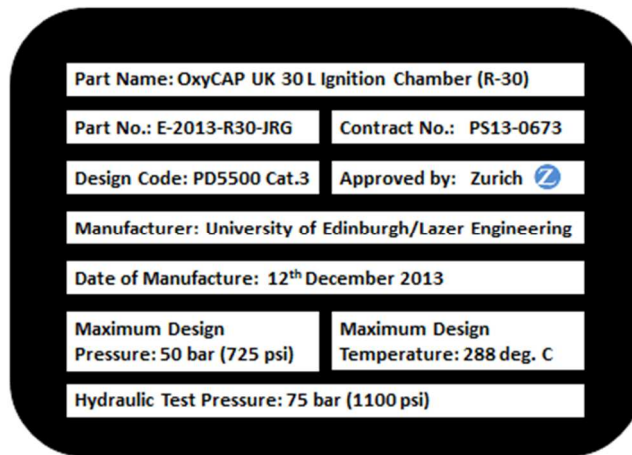 Part Name: OxyCAP UK 30 L Ignition Chamber (R-30)
Part No.: E-2013-R30-JRG
Contract No.: PS13-0673
Design Code: PD5500 Cat.3
Approved by: Zurich Z
Manufacturer: University of Edinburgh/Lazer Engineering
Date of Manufacture: 12th December 2013
Maximum Design
Pressure: 50 bar (725 psi)
Maximum Design
Temperature: 288 deg. C
Hydraulic Test Pressure: 75 bar (1100 psi)